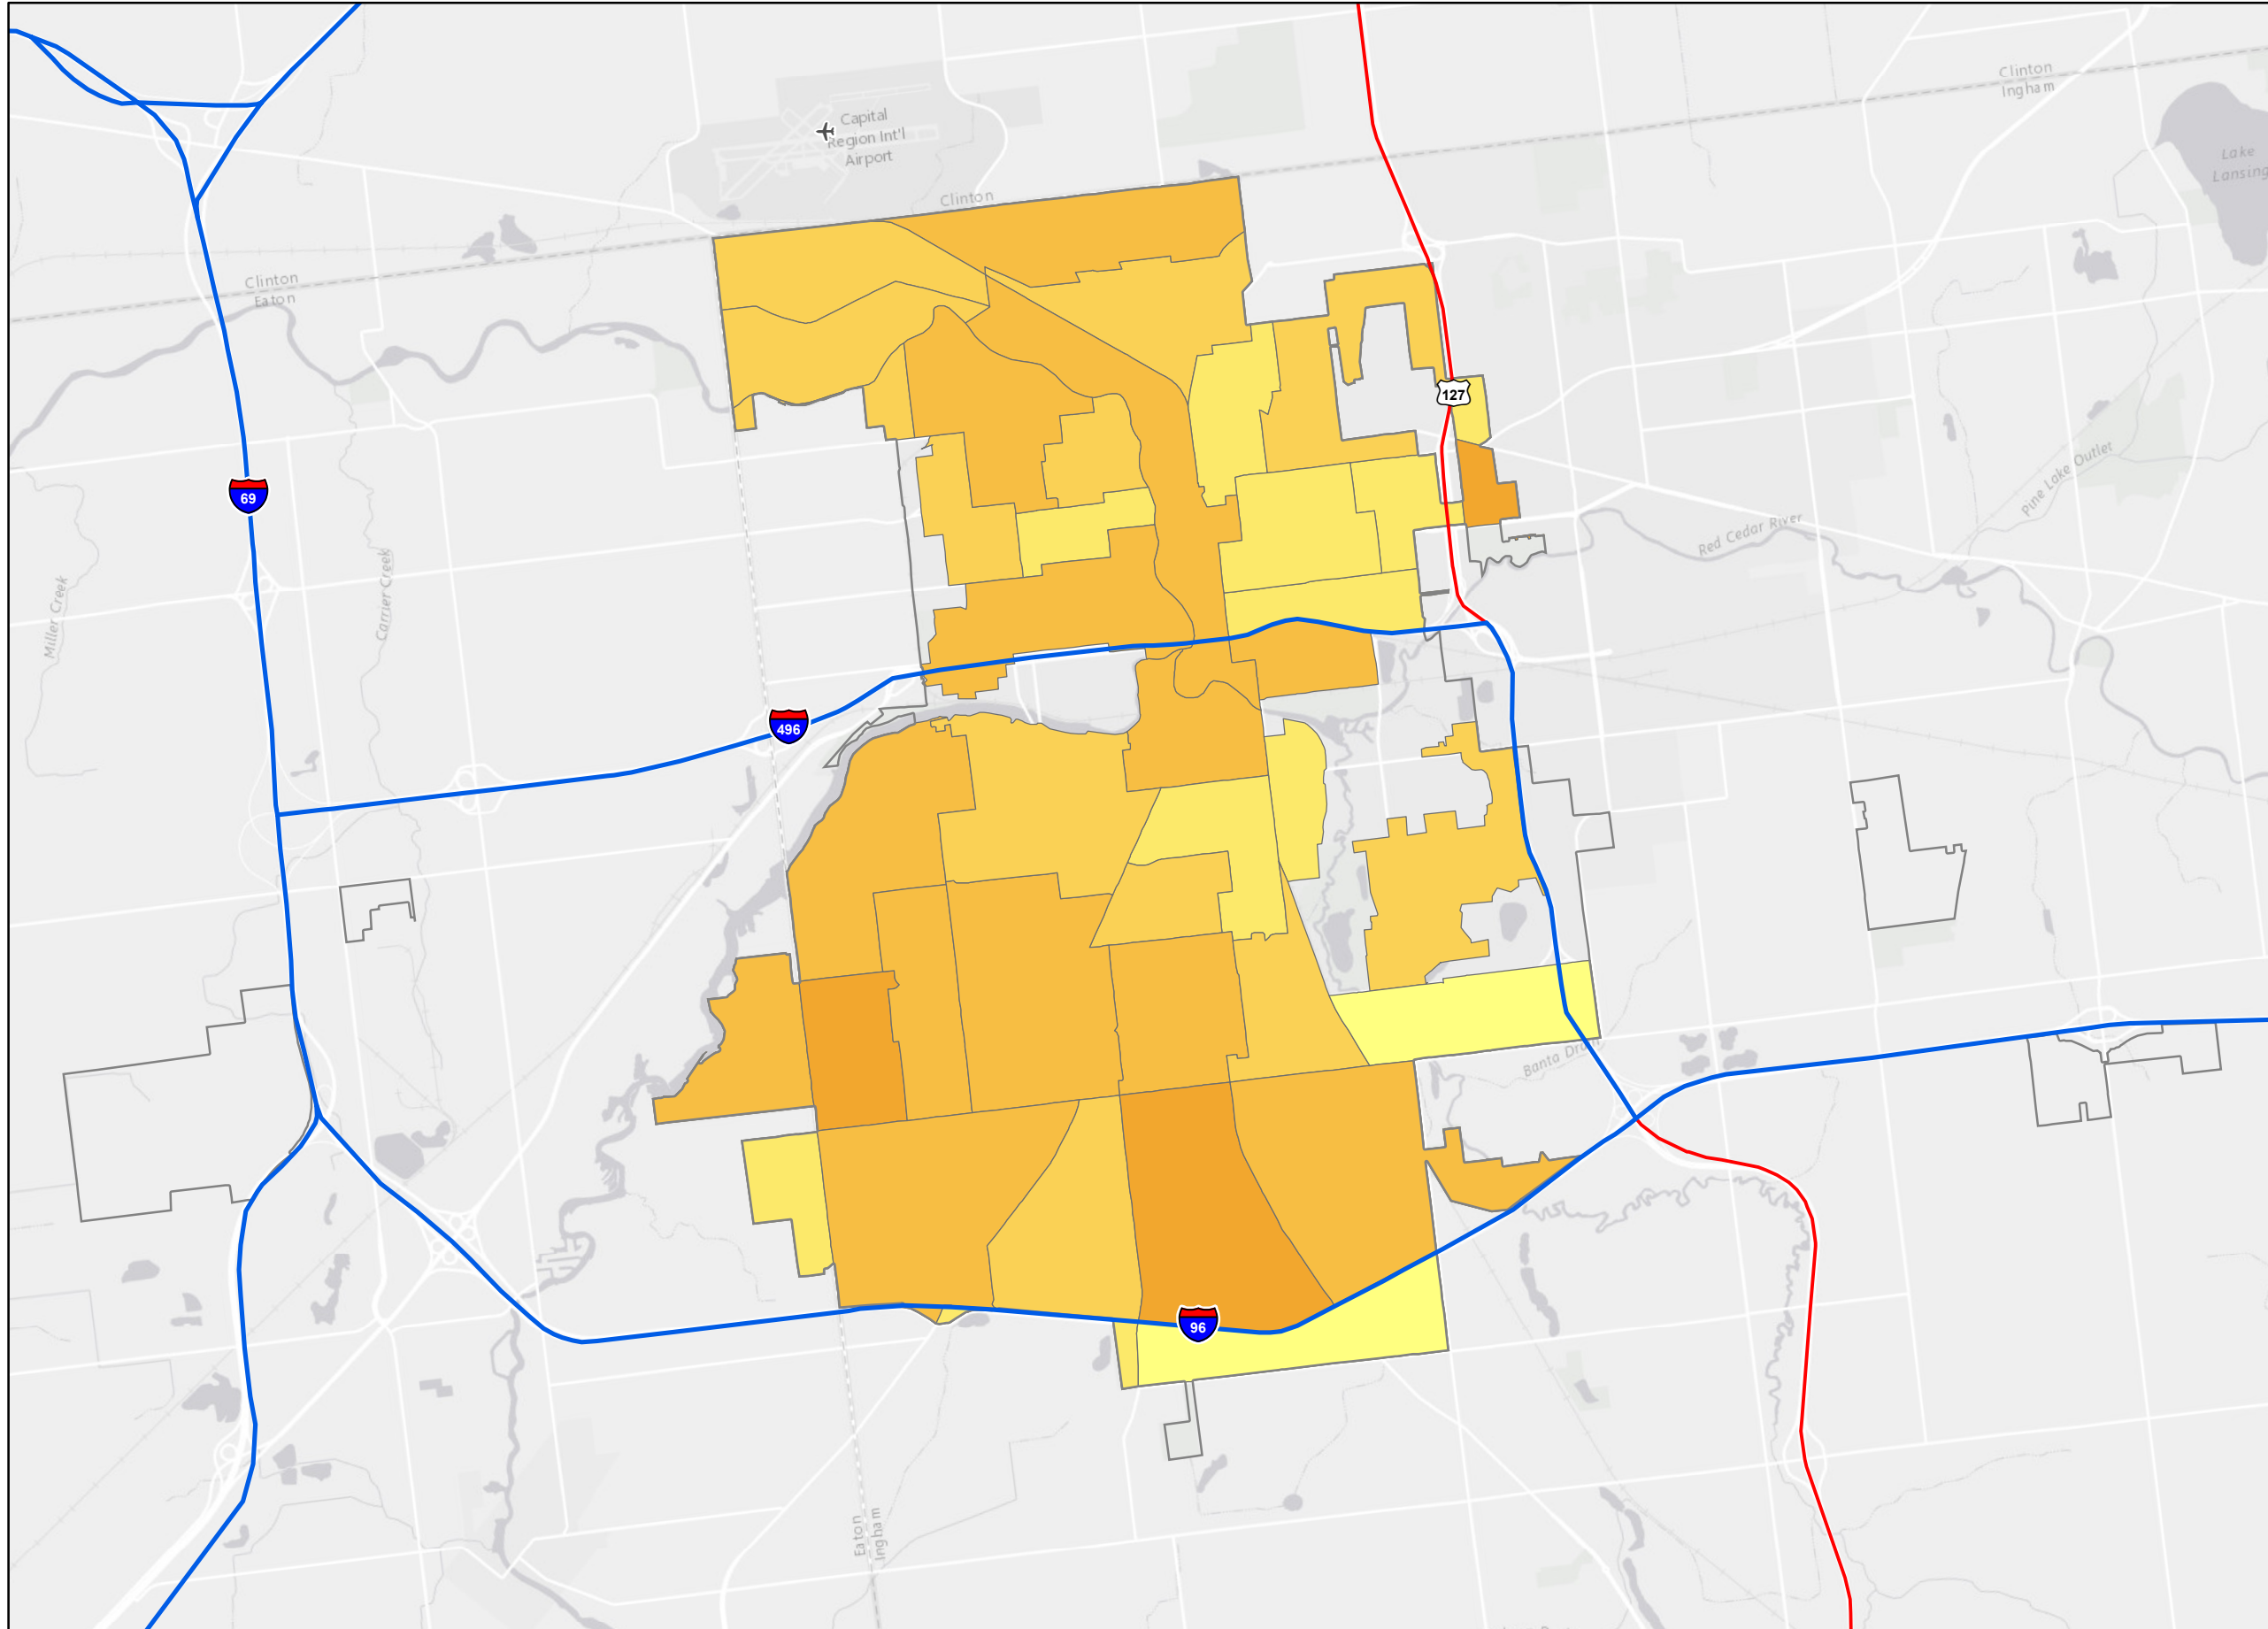 Clinton
Ingham
Capital
Region Int'l
Airport
Lake
Lansing
Clinton
Clinton
Eaton
127
Pine Lake Outlet
69
Red Cedar River
Miller Creek
Carrier Creek
496
Banta Drain
96
Eaton
Ingham